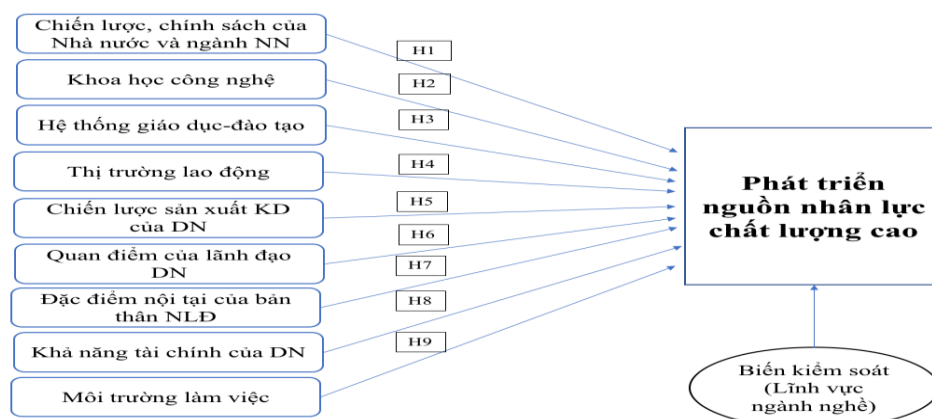 Chiến lược, chính sách của
Nhà nước và ngành NN
Khoa học công nghệ
Hệ thống giáo dục-đào tạo
Thị trường lao động
Chiến lược sản xuất KD
của DN
Quan điểm của lãnh đạo
DN
Đặc điểm nội tại của bản
thân NLĐ
Khả năng tài chính của DN
Môi trường làm việc
H1
H2
H3
H4
H5
H6
H7
H8
H9
Phát triển
nguồn nhân lực
chất lượng cao
Biến kiểm soát
(Lĩnh vực
ngành nghề)